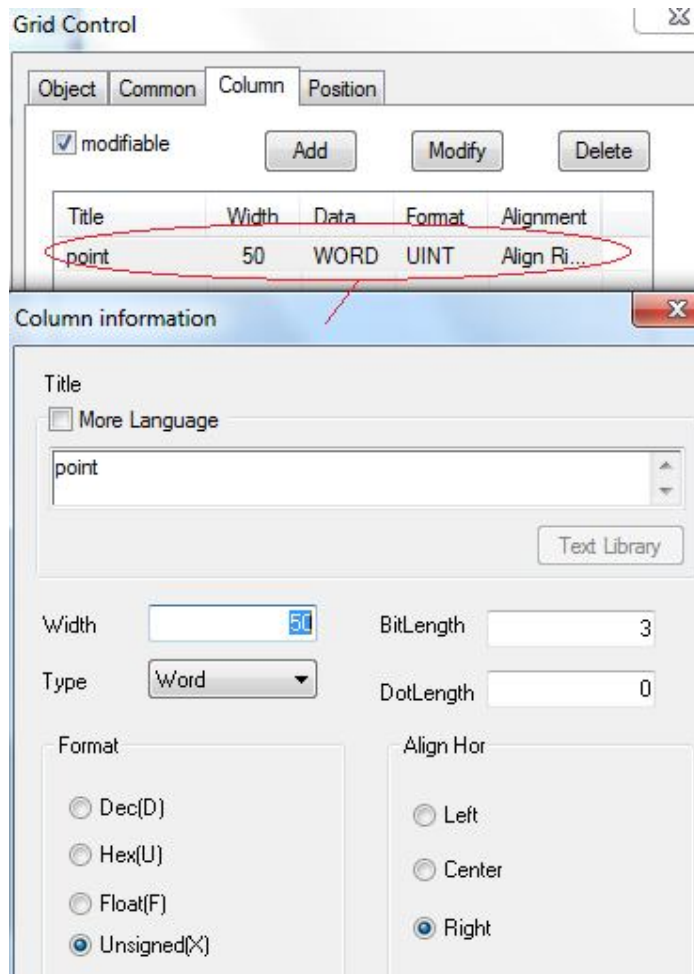 Grid Control
Object Common Column Position
modifiable Add Modify Delete
Title Width Data Format Alignment
point 50 WORD UINT Align Ri...
Column information
Title
More Language
point
Text Library
Width 50 BitLength 3
Type Word DotLength 0
Format Align Hor
Dec(D) Left
Hex(U) Center
Float(F) Right
Unsigned(X)